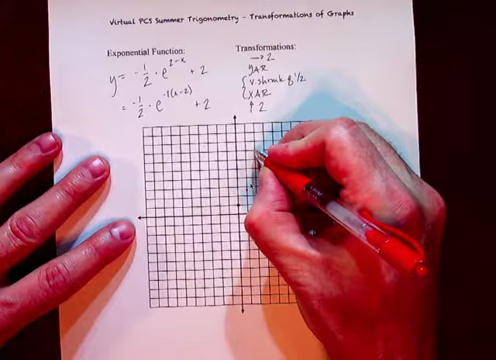 Virtual PCS Summer Trigonometry - Transformations of Graphs
Exponential Function:
y = -1/2 · e^(2-x) + 2
= -1/2 · e^(-1(x-2)) + 2
Transformations:
→ 2
yAR
V. shrink of 1/2
xAR
↑ 2